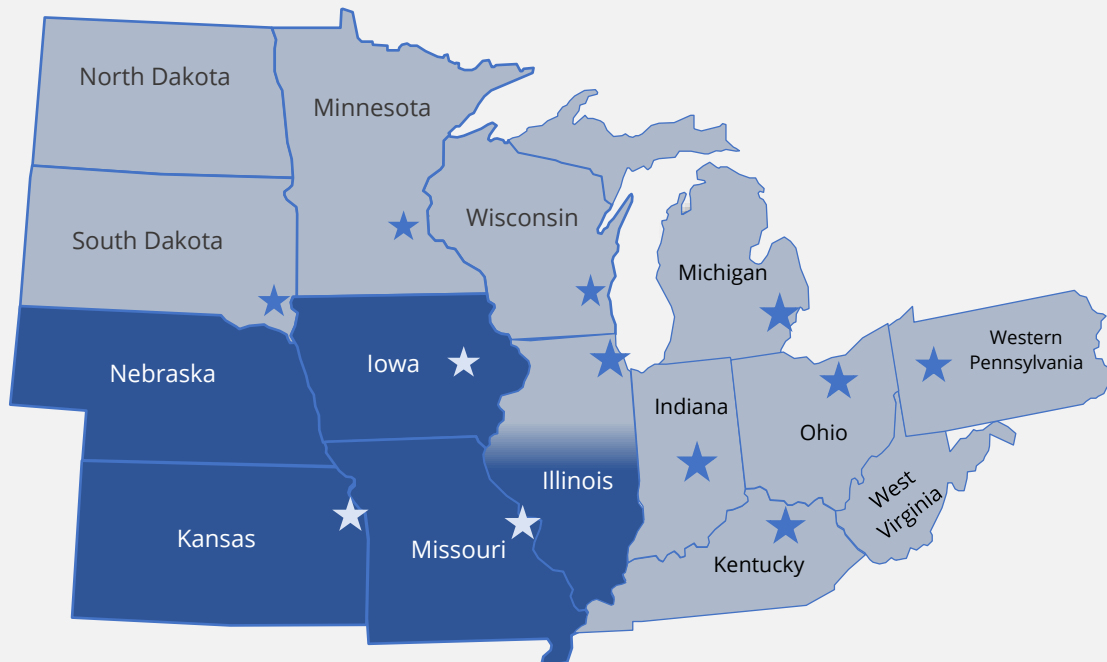 North Dakota
Minnesota
Wisconsin
South Dakota
Michigan
Western
Pennsylvania
Nebraska
Iowa
Indiana
Ohio
Illinois
West
Virginia
Kansas
Missouri
Kentucky